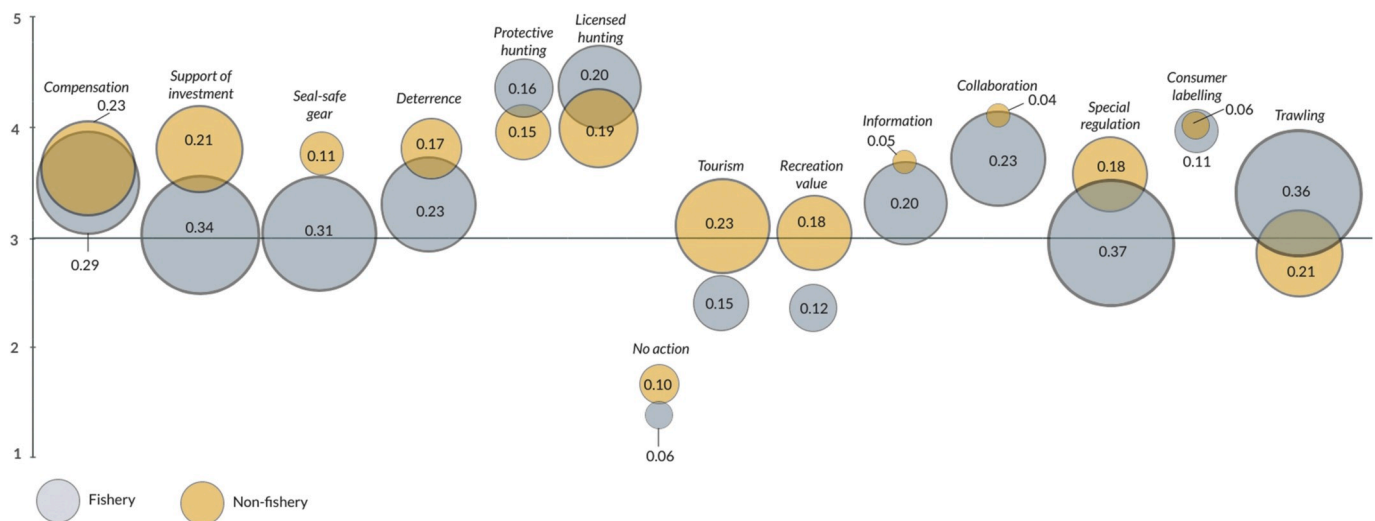 5
4
3
2
1
Compensation
0.23
0.29
Support of
investment
0.21
0.34
Seal-safe
gear
0.11
0.31
Deterrence
0.17
0.23
Protective
hunting
0.16
0.15
Licensed
hunting
0.20
0.19
No action
0.10
0.06
Tourism
0.23
0.15
Recreation
value
0.18
0.12
Information
0.05
0.20
Collaboration
0.04
0.23
Special
regulation
0.18
0.37
Consumer
labelling
0.06
0.11
Trawling
0.36
0.21
Fishery
Non-fishery